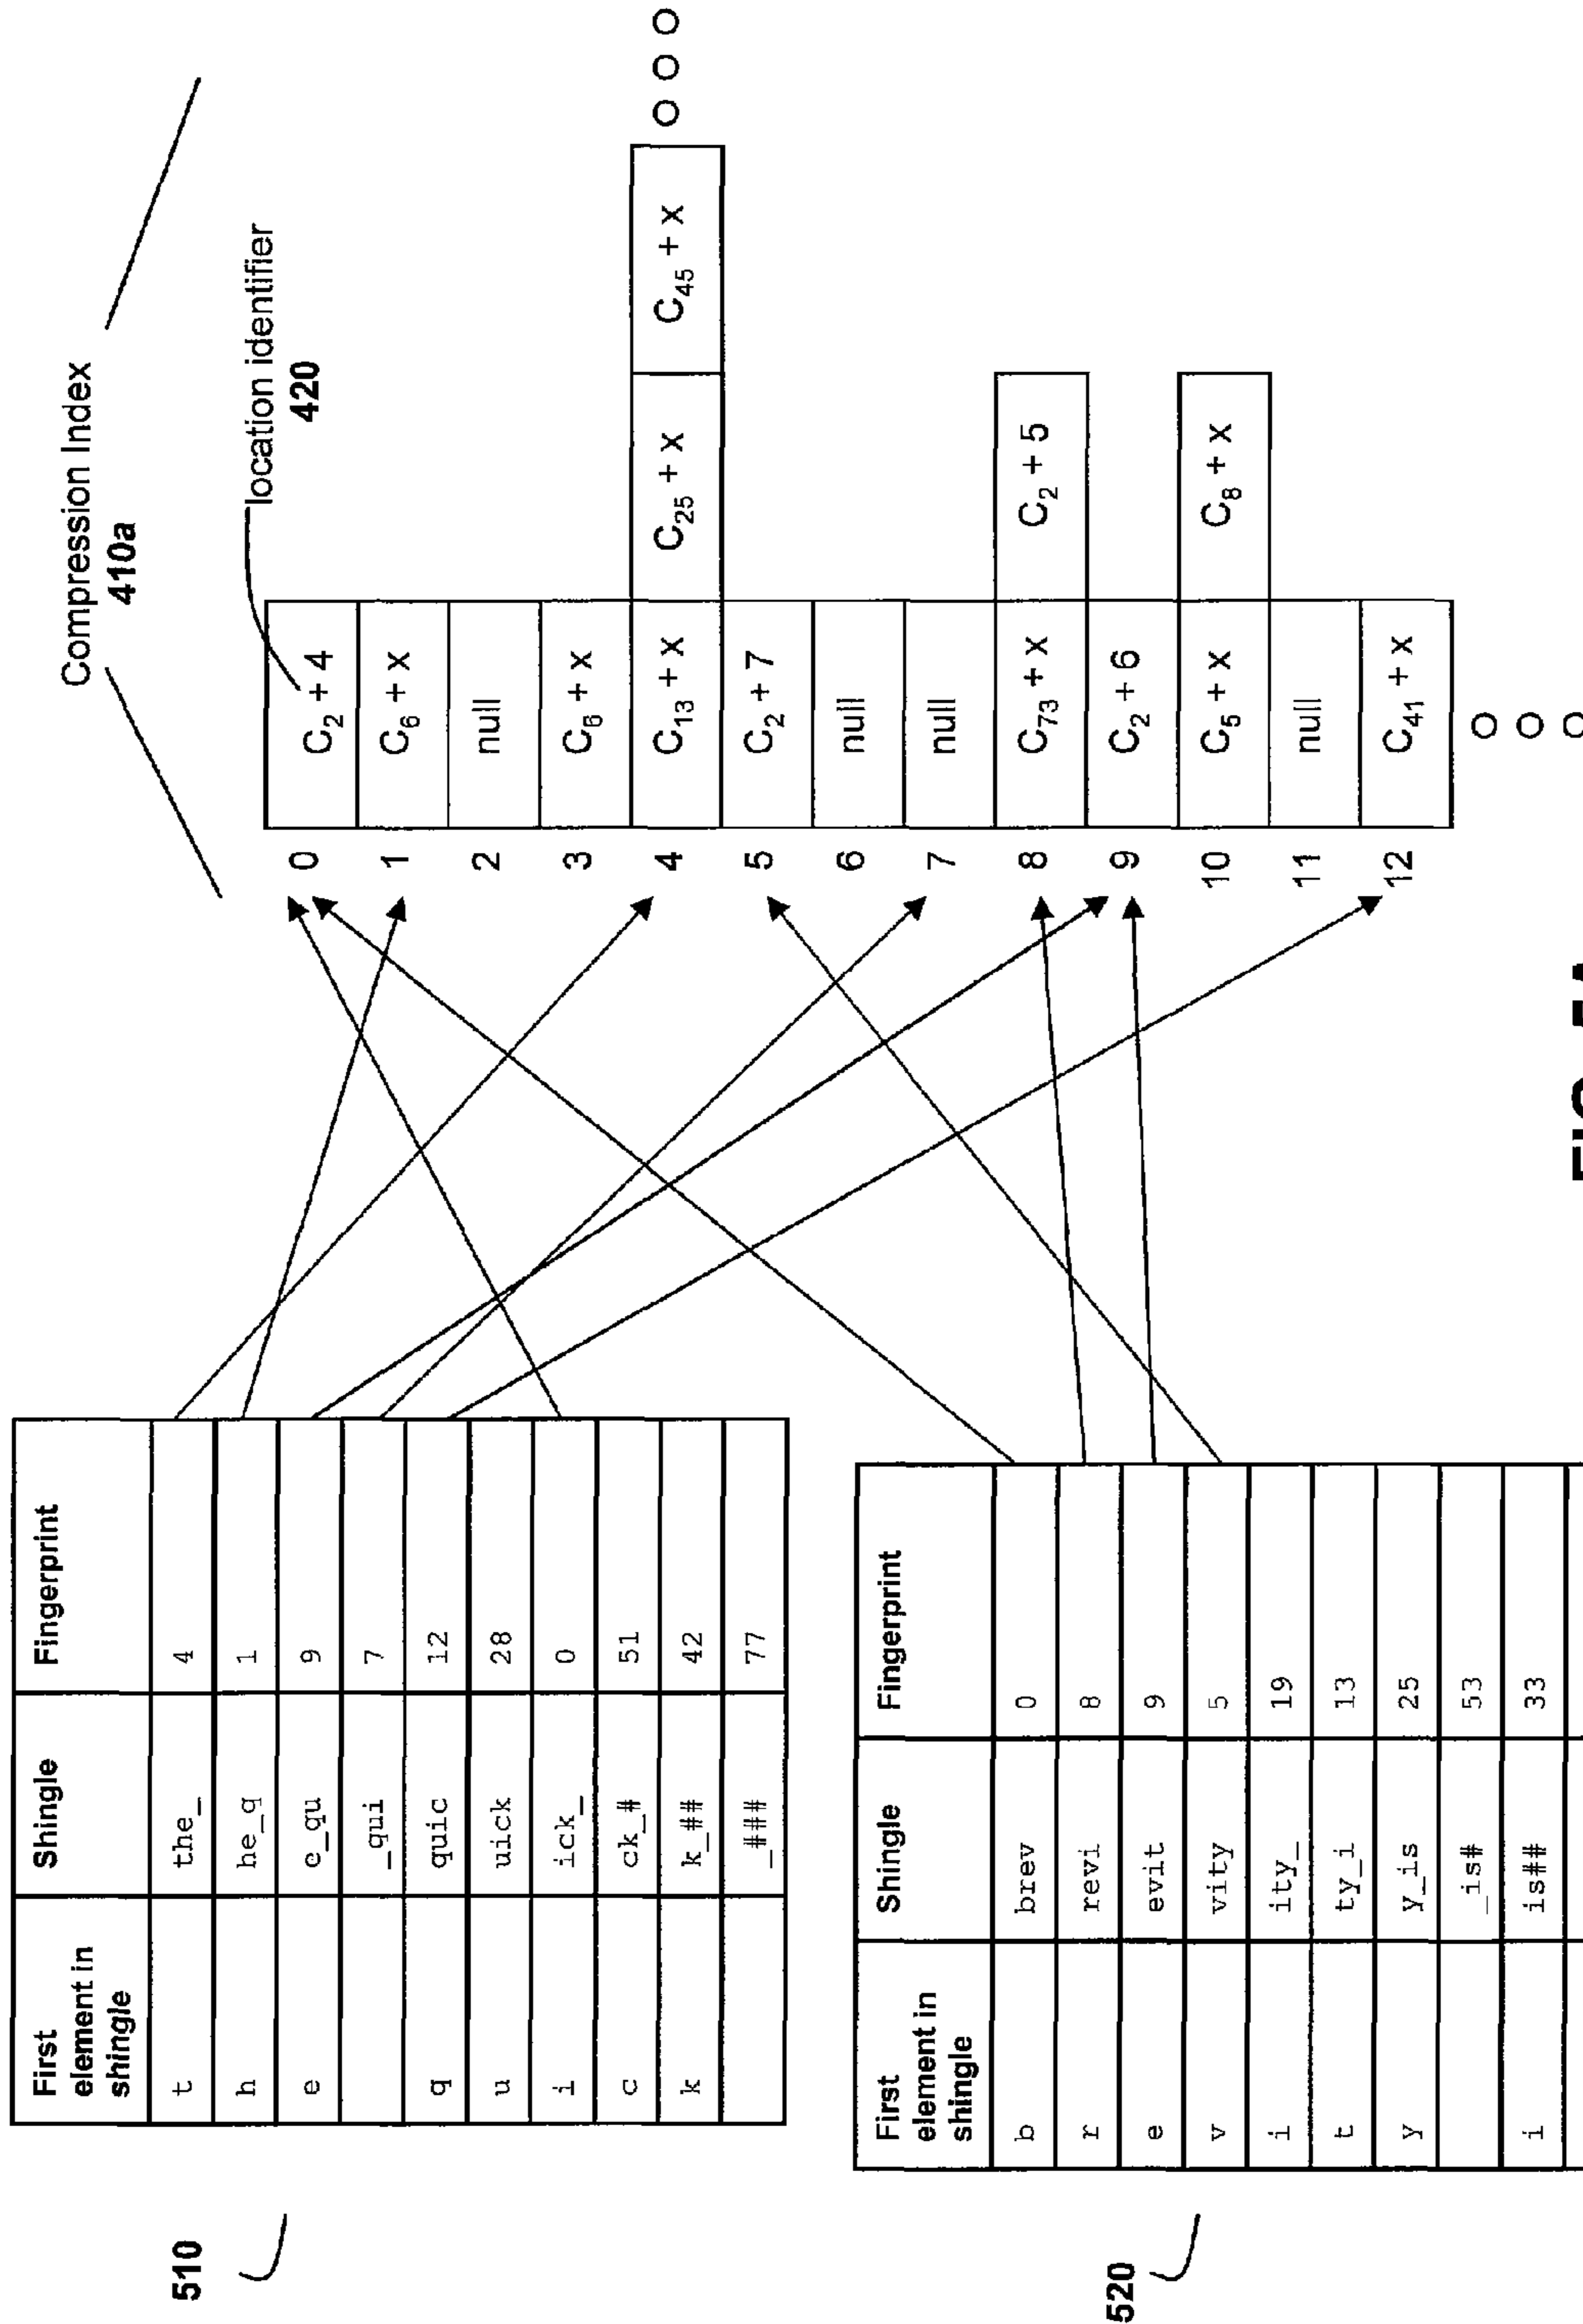 Compression Index
410a
location identifier
420
510
First element in shingle Shingle Fingerprint
t the_ 4
h he_q 1
e e_qu 9
_qui 7
q quic 12
u uick 28
i ick_ 0
c ck_# 51
k k_## 42
_### 77
520
First element in shingle Shingle Fingerprint
b brev 0
r revi 8
e evit 9
v vity 5
i ity_ 19
t ty_i 13
y y_is 25
_is# 53
i is## 33
0 C₂ + 4
1 C₆ + x
2 null
3 C₆ + x
4 C₁₃ + x C₂₅ + x C₄₅ + x
5 C₂ + 7
6 null
7 null
8 C₇₃ + x C₂ + 5
9 C₂ + 6
10 C₅ + x C₈ + x
11 null
12 C₄₁ + x